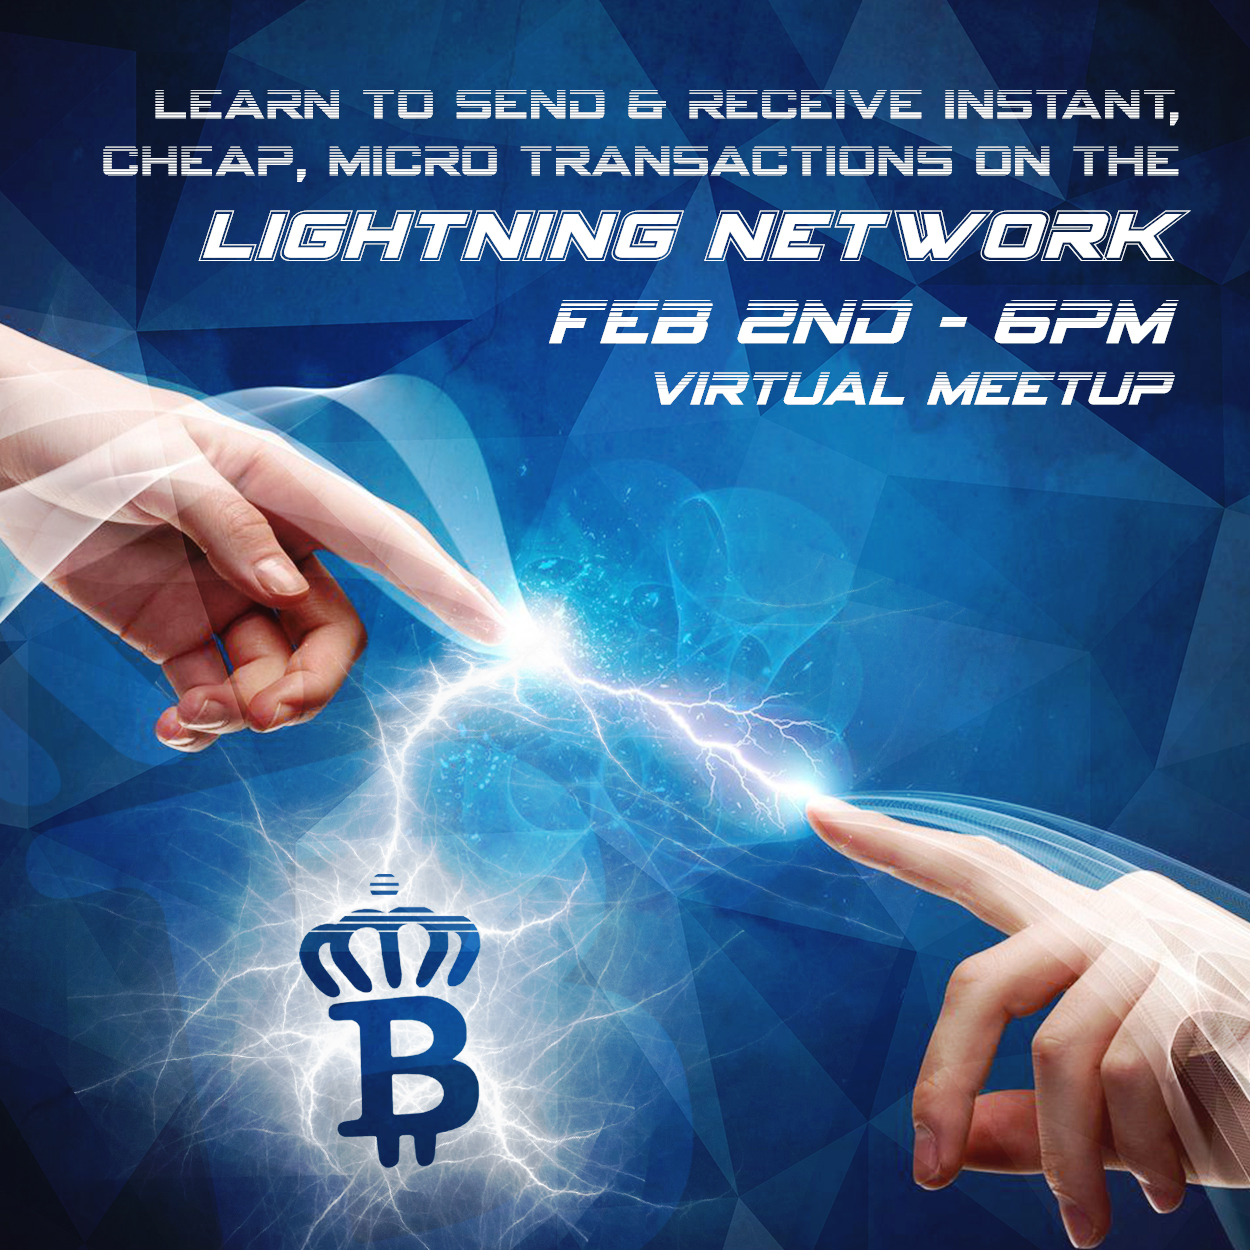 LEARN TO SEND & RECEIVE INSTANT,
CHEAP, MICRO TRANSACTIONS ON THE
LIGHTNING NETWORK
FEB 2ND - 6PM
VIRTUAL MEETUP
B